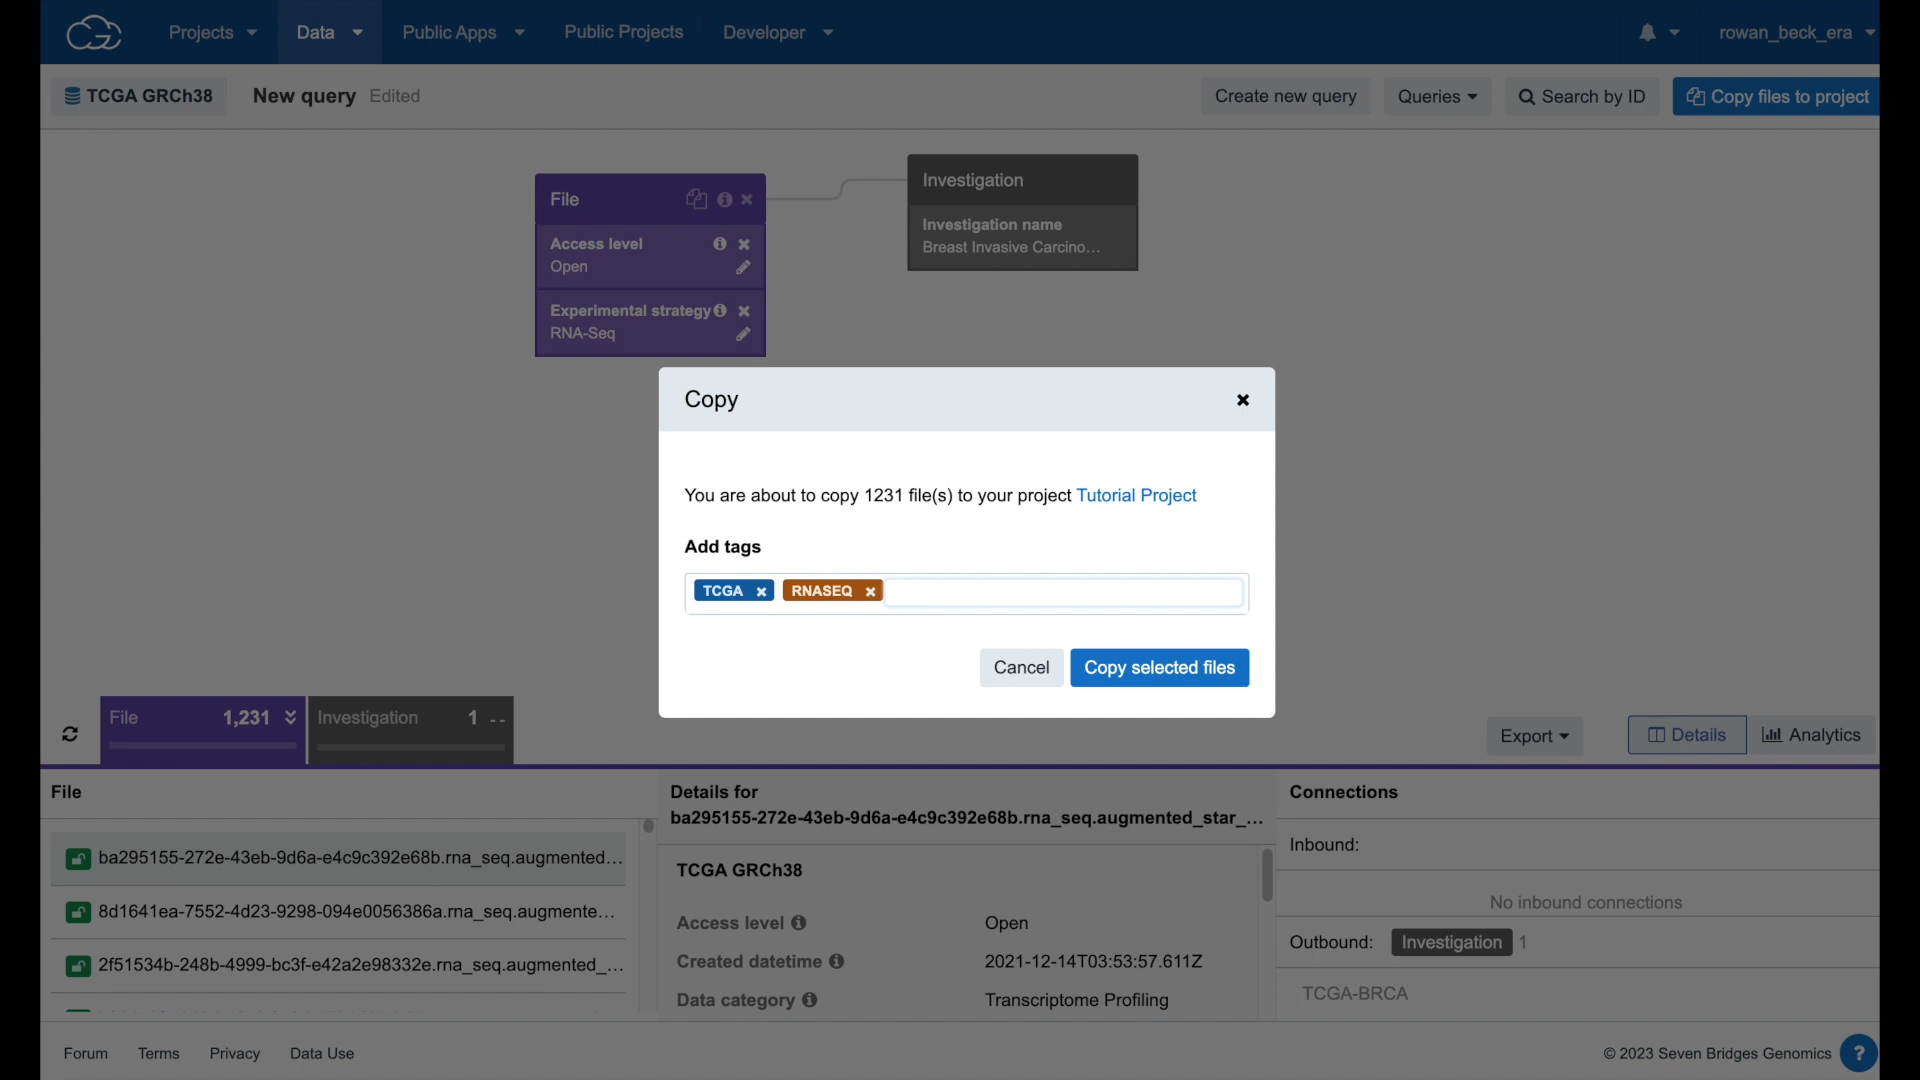 Projects
Data
Public Apps
Public Projects
Developer
rowan_beck_era
TCGA GRCh38
New query Edited
Create new query
Queries
Search by ID
Copy files to project
File
Access level
Open
Experimental strategy
RNA-Seq
Investigation
Investigation name
Breast Invasive Carcino...
Copy
You are about to copy 1231 file(s) to your project Tutorial Project
Add tags
TCGA
RNASEQ
Cancel
Copy selected files
File 1,231
Investigation 1 --
Export
Details
Analytics
File
ba295155-272e-43eb-9d6a-e4c9c392e68b.rna_seq.augmented...
8d1641ea-7552-4d23-9298-094e0056386a.rna_seq.augmente...
2f51534b-248b-4999-bc3f-e42a2e98332e.rna_seq.augmented_...
Details for
ba295155-272e-43eb-9d6a-e4c9c392e68b.rna_seq.augmented_star_...
TCGA GRCh38
Access level Open
Created datetime 2021-12-14T03:53:57.611Z
Data category Transcriptome Profiling
Connections
Inbound:
No inbound connections
Outbound: Investigation 1
TCGA-BRCA
Forum
Terms
Privacy
Data Use
© 2023 Seven Bridges Genomics
?